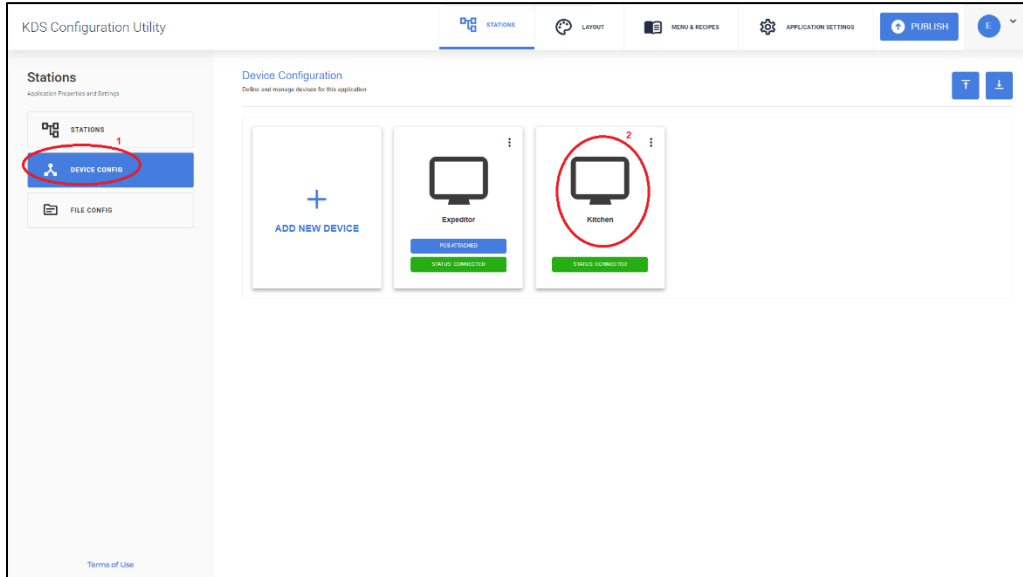 KDS Configuration Utility
STATIONS
LAYOUT
MENU & RECIPES
APPLICATION SETTINGS
PUBLISH
E
Stations
Application Properties and Settings
STATIONS
1
DEVICE CONFIG
FILE CONFIG
Device Configuration
Define and manage devices for this application
ADD NEW DEVICE
Expeditor
POS ATTACHED
STATUS: CONNECTED
2
Kitchen
STATUS: CONNECTED
Terms of Use